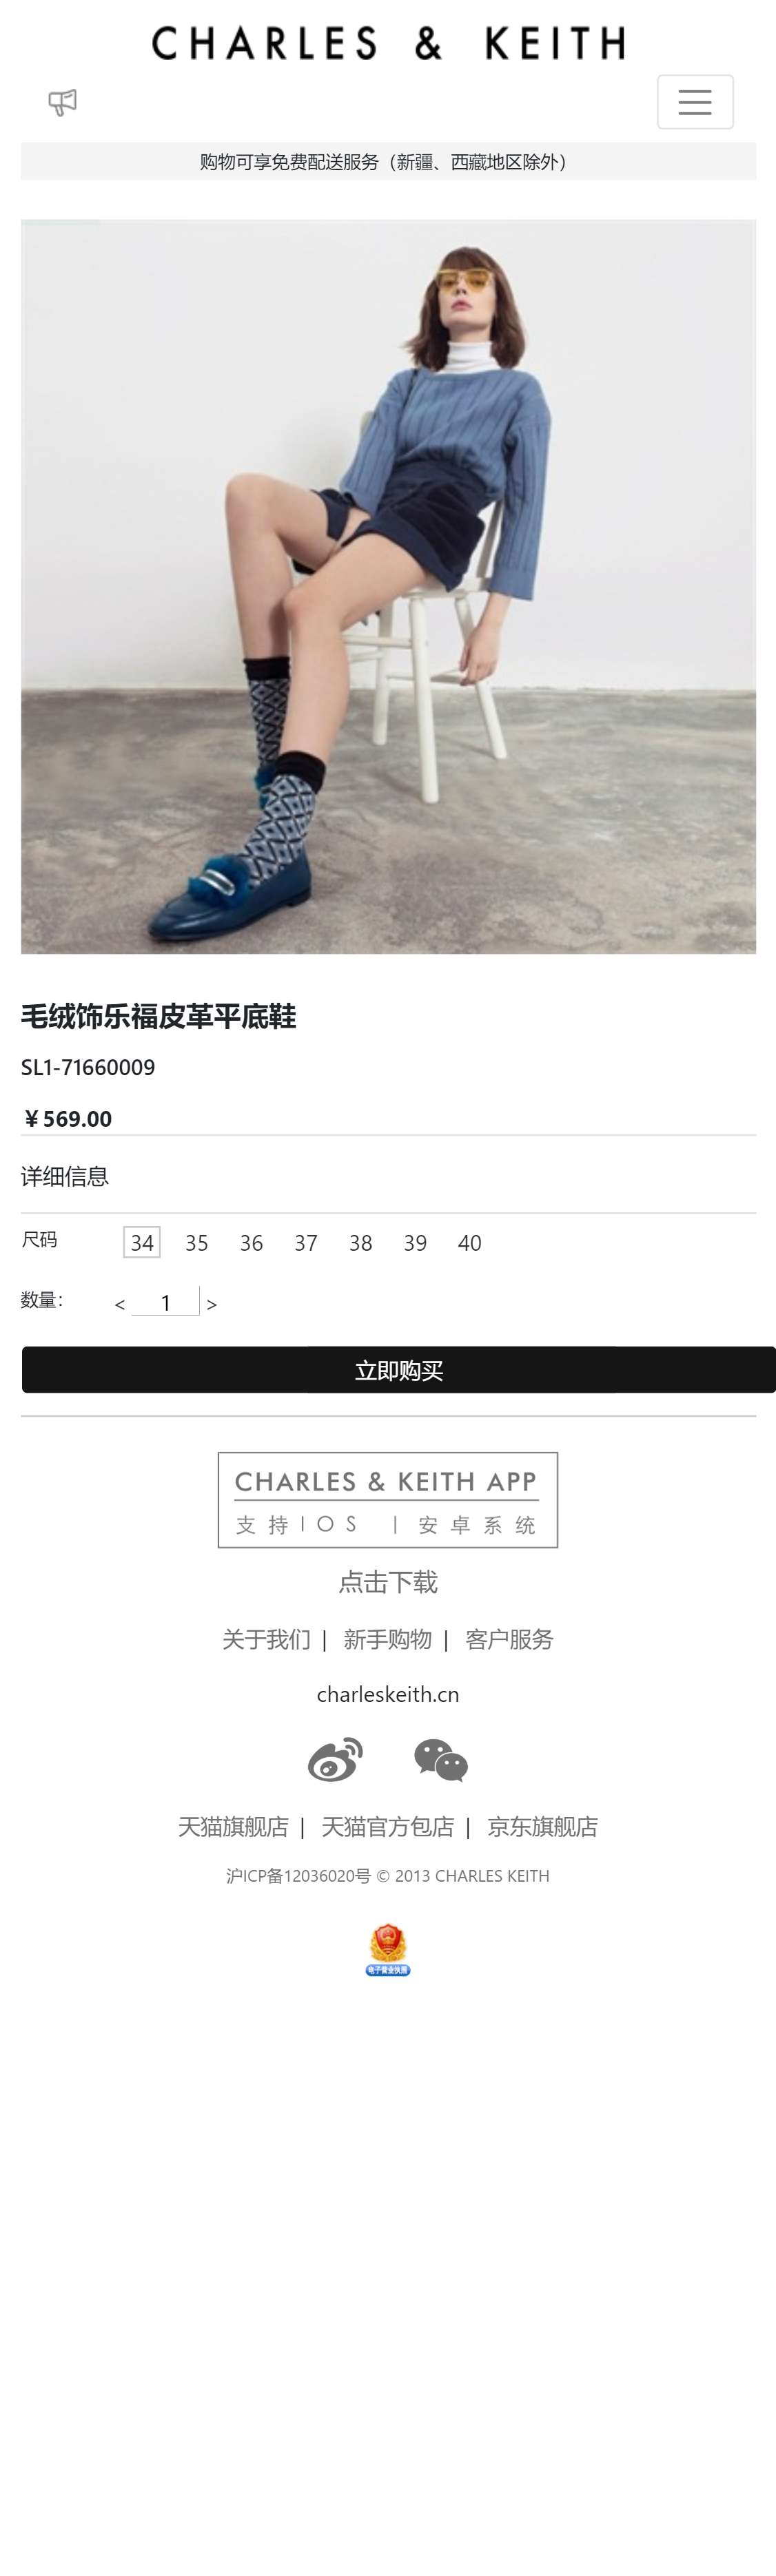 CHARLES & KEITH
购物可享免费配送服务（新疆、西藏地区除外）
毛绒饰乐福皮革平底鞋
SL1-71660009
￥569.00
详细信息
尺码 34 35 36 37 38 39 40
数量： < 1 >
立即购买
CHARLES & KEITH APP
支持IOS | 安卓系统
点击下载
关于我们 | 新手购物 | 客户服务
charleskeith.cn
天猫旗舰店 | 天猫官方包店 | 京东旗舰店
沪ICP备12036020号 © 2013 CHARLES KEITH
电子营业执照